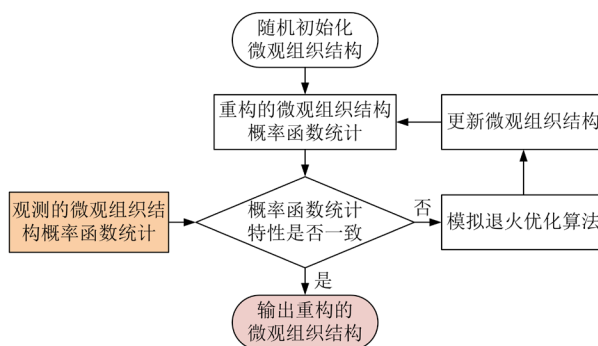 随机初始化
微观组织结构
重构的微观组织结构
概率函数统计
更新微观组织结构
观测的微观组织结
构概率函数统计
概率函数统计
特性是否一致
否
模拟退火优化算法
是
输出重构的
微观组织结构